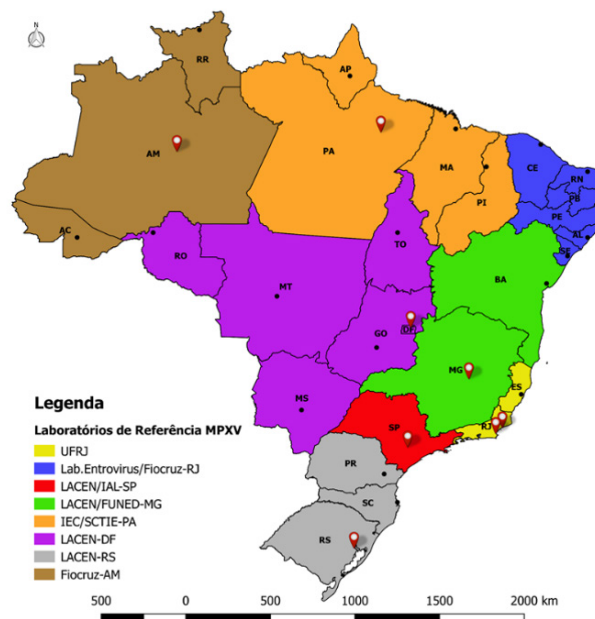 N
RR
AP
AM
PA
MA
CE
RN
PB
PI
PE
AL
SE
AC
RO
TO
BA
MT
GO
DF
MG
ES
MS
SP
RJ
PR
SC
RS
Legenda
Laboratórios de Referência MPXV
UFRJ
Lab.Entrovirus/Fiocruz-RJ
LACEN/IAL-SP
LACEN/FUNED-MG
IEC/SCTIE-PA
LACEN-DF
LACEN-RS
Fiocruz-AM
500 0 500 1000 1500 2000 km